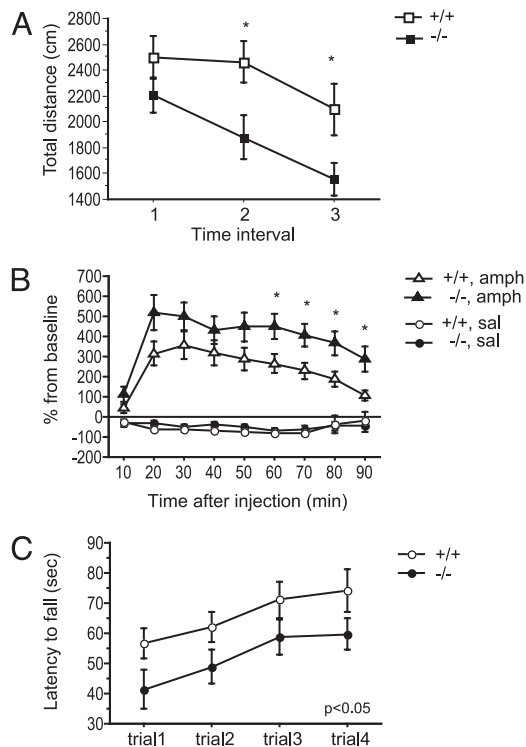 A
Total distance (cm)
2800
2600
2400
2200
2000
1800
1600
1400
* *
1 2 3
Time interval
+/+
-/-
B
% from baseline
700
600
500
400
300
200
100
0
-100
-200
* * * *
10 20 30 40 50 60 70 80 90
Time after injection (min)
+/+, amph
-/-, amph
+/+, sal
-/-, sal
C
Latency to fall (sec)
90
80
70
60
50
40
30
p<0.05
trial1 trial2 trial3 trial4
+/+
-/-